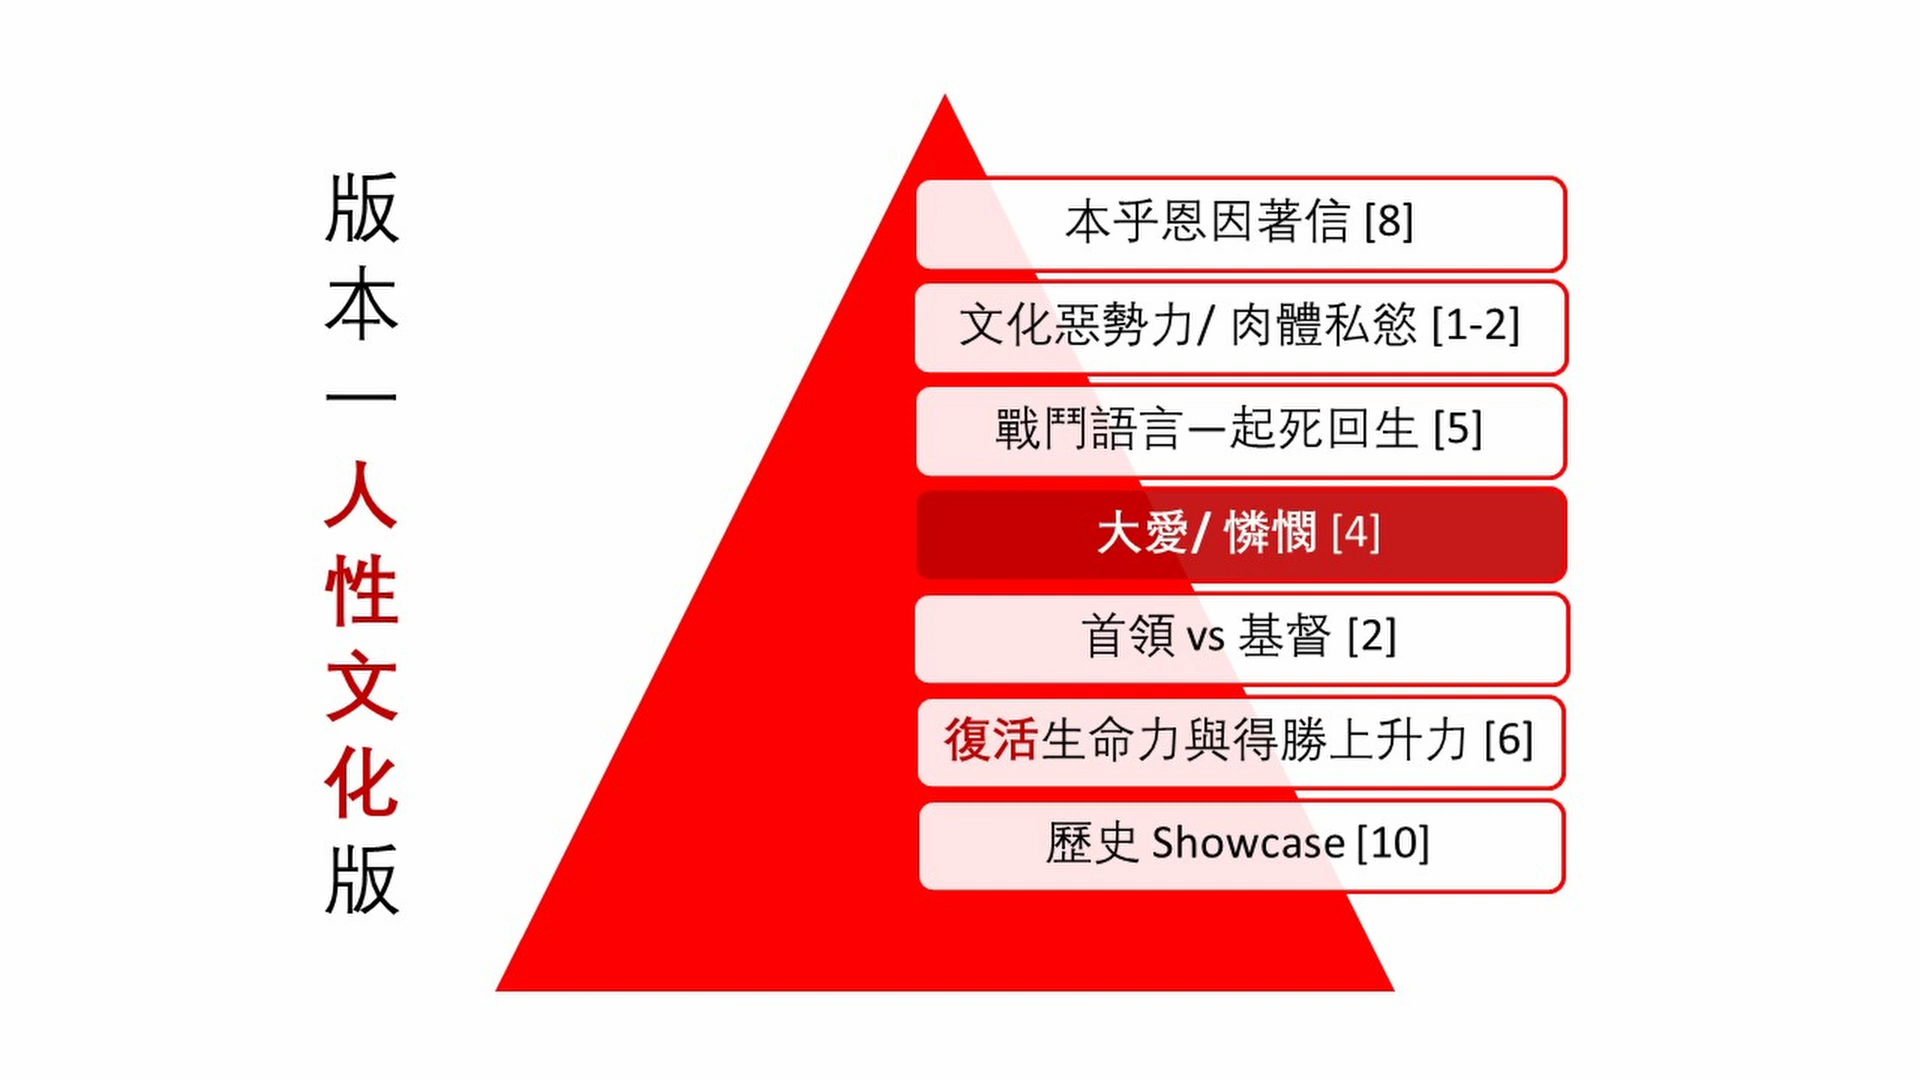 版本一人性文化版
本乎恩因著信 [8]
文化惡勢力/ 肉體私慾 [1-2]
戰鬥語言—起死回生 [5]
大愛/ 憐憫 [4]
首領 vs 基督 [2]
復活生命力與得勝上升力 [6]
歷史 Showcase [10]